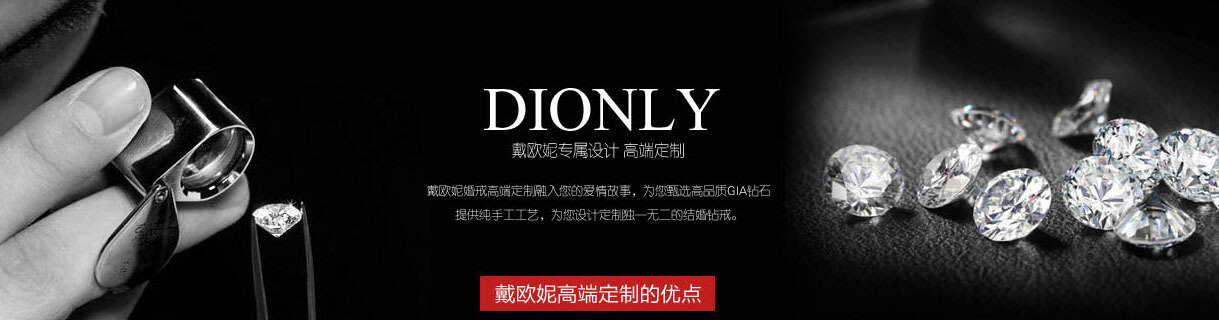 DIONLY
戴欧妮专属设计 高端定制
戴欧妮婚戒高端定制融入您的爱情故事，为您甄选高品质GIA钻石
提供纯手工工艺，为您设计定制独一无二的结婚钻戒。
戴欧妮高端定制的优点